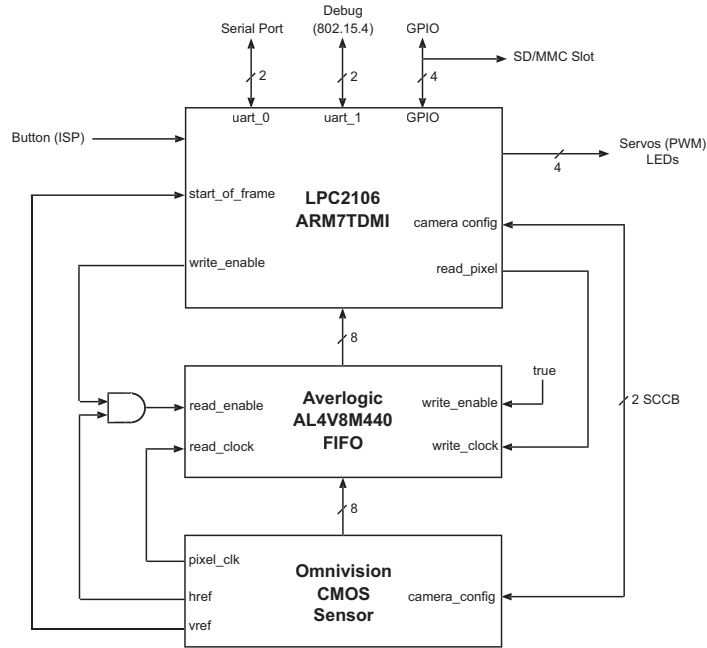 Debug
Serial Port
(802.15.4)
GPIO
SD/MMC Slot
2
2
4
uart_0
uart_1
GPIO
Button (ISP)
Servos (PWM)
LEDs
4
start_of_frame
LPC2106
ARM7TDMI
camera config
write_enable
read_pixel
8
true
Averlogic
AL4V8M440
FIFO
read_enable
write_enable
2 SCCB
read_clock
write_clock
8
pixel_clk
Omnivision
CMOS
Sensor
href
camera_config
vref